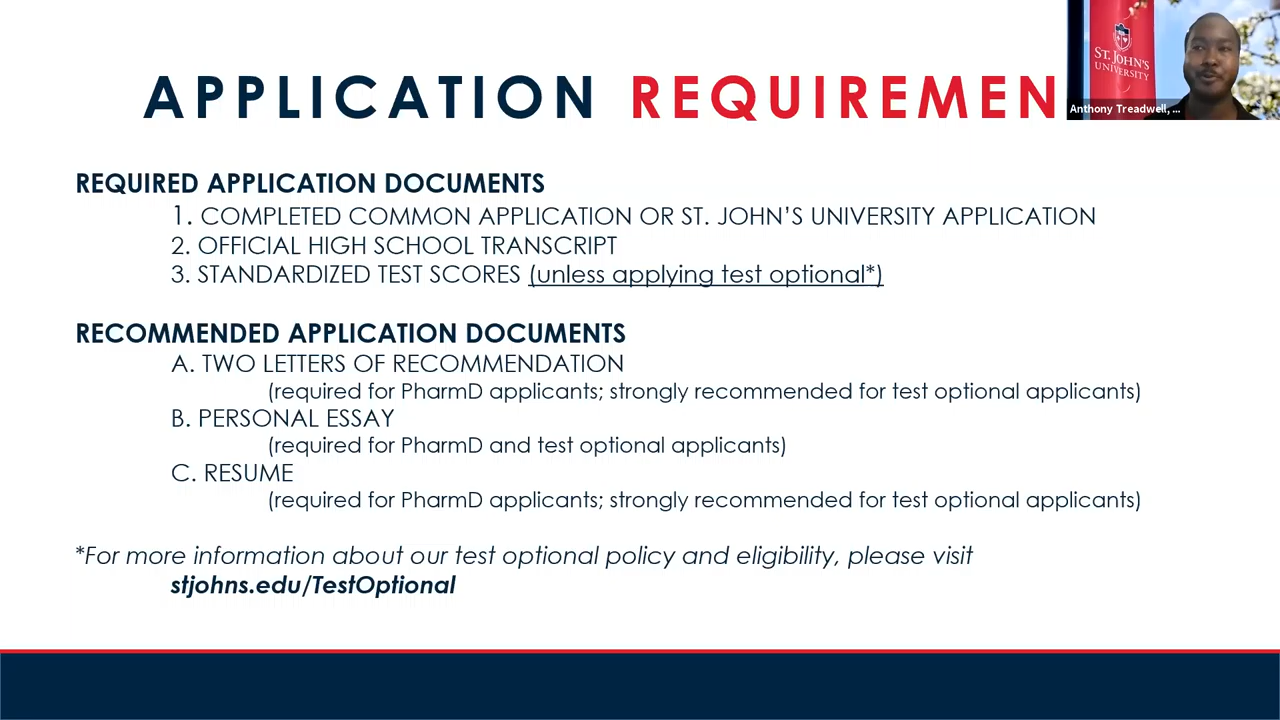 APPLICATION REQUIREMEN
ST. JOHN'S
UNIVERSITY
Anthony Treadwell, ...
REQUIRED APPLICATION DOCUMENTS
1. COMPLETED COMMON APPLICATION OR ST. JOHN'S UNIVERSITY APPLICATION
2. OFFICIAL HIGH SCHOOL TRANSCRIPT
3. STANDARDIZED TEST SCORES (unless applying test optional*)
RECOMMENDED APPLICATION DOCUMENTS
A. TWO LETTERS OF RECOMMENDATION
(required for PharmD applicants; strongly recommended for test optional applicants)
B. PERSONAL ESSAY
(required for PharmD and test optional applicants)
C. RESUME
(required for PharmD applicants; strongly recommended for test optional applicants)
*For more information about our test optional policy and eligibility, please visit
stjohns.edu/TestOptional